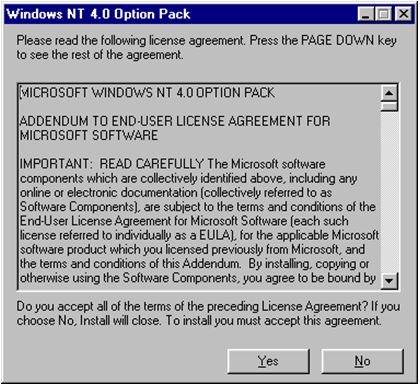 Windows NT 4.0 Option Pack
Please read the following license agreement. Press the PAGE DOWN key
to see the rest of the agreement.
MICROSOFT WINDOWS NT 4.0 OPTION PACK
ADDENDUM TO END-USER LICENSE AGREEMENT FOR
MICROSOFT SOFTWARE
IMPORTANT:  READ CAREFULLY The Microsoft software
components which are collectively identified above, including any
online or electronic documentation (collectively referred to as
Software Components), are subject to the terms and conditions of the
End-User License Agreement for Microsoft Software (each such
license referred to individually as a EULA), for the applicable Microsoft
software product which you licensed previously from Microsoft, and
the terms and conditions of this Addendum.  By installing, copying or
otherwise using the Software Components, you agree to be bound by
Do you accept all of the terms of the preceding License Agreement? If you
choose No, Install will close. To install you must accept this agreement.
Yes
No